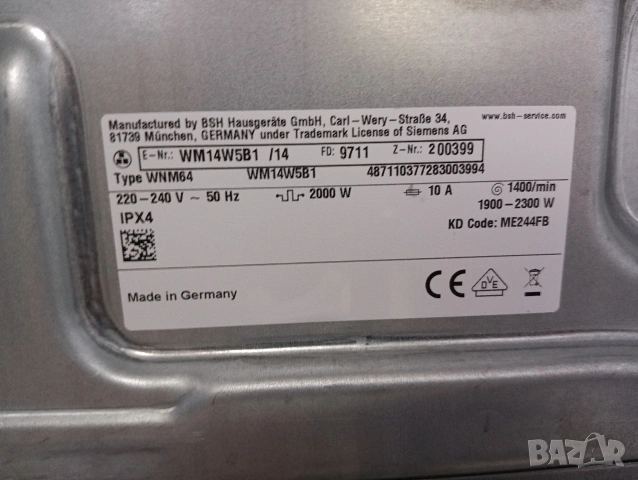 Manufactured by BSH Hausgeräte GmbH, Carl-Wery-Straße 34,
81739 München, GERMANY under Trademark License of Siemens AG
www.bsh-service.com
E-Nr: WM14W5B1 /14 FD: 9711 Z-Nr: 200399
Type WNM64 WM14W5B1 487110377283003994
220-240 V ~ 50 Hz 2000 W 10 A 1400/min
IPX4 1900-2300 W
KD Code: ME244FB
Made in Germany CE DVE
BAZAR